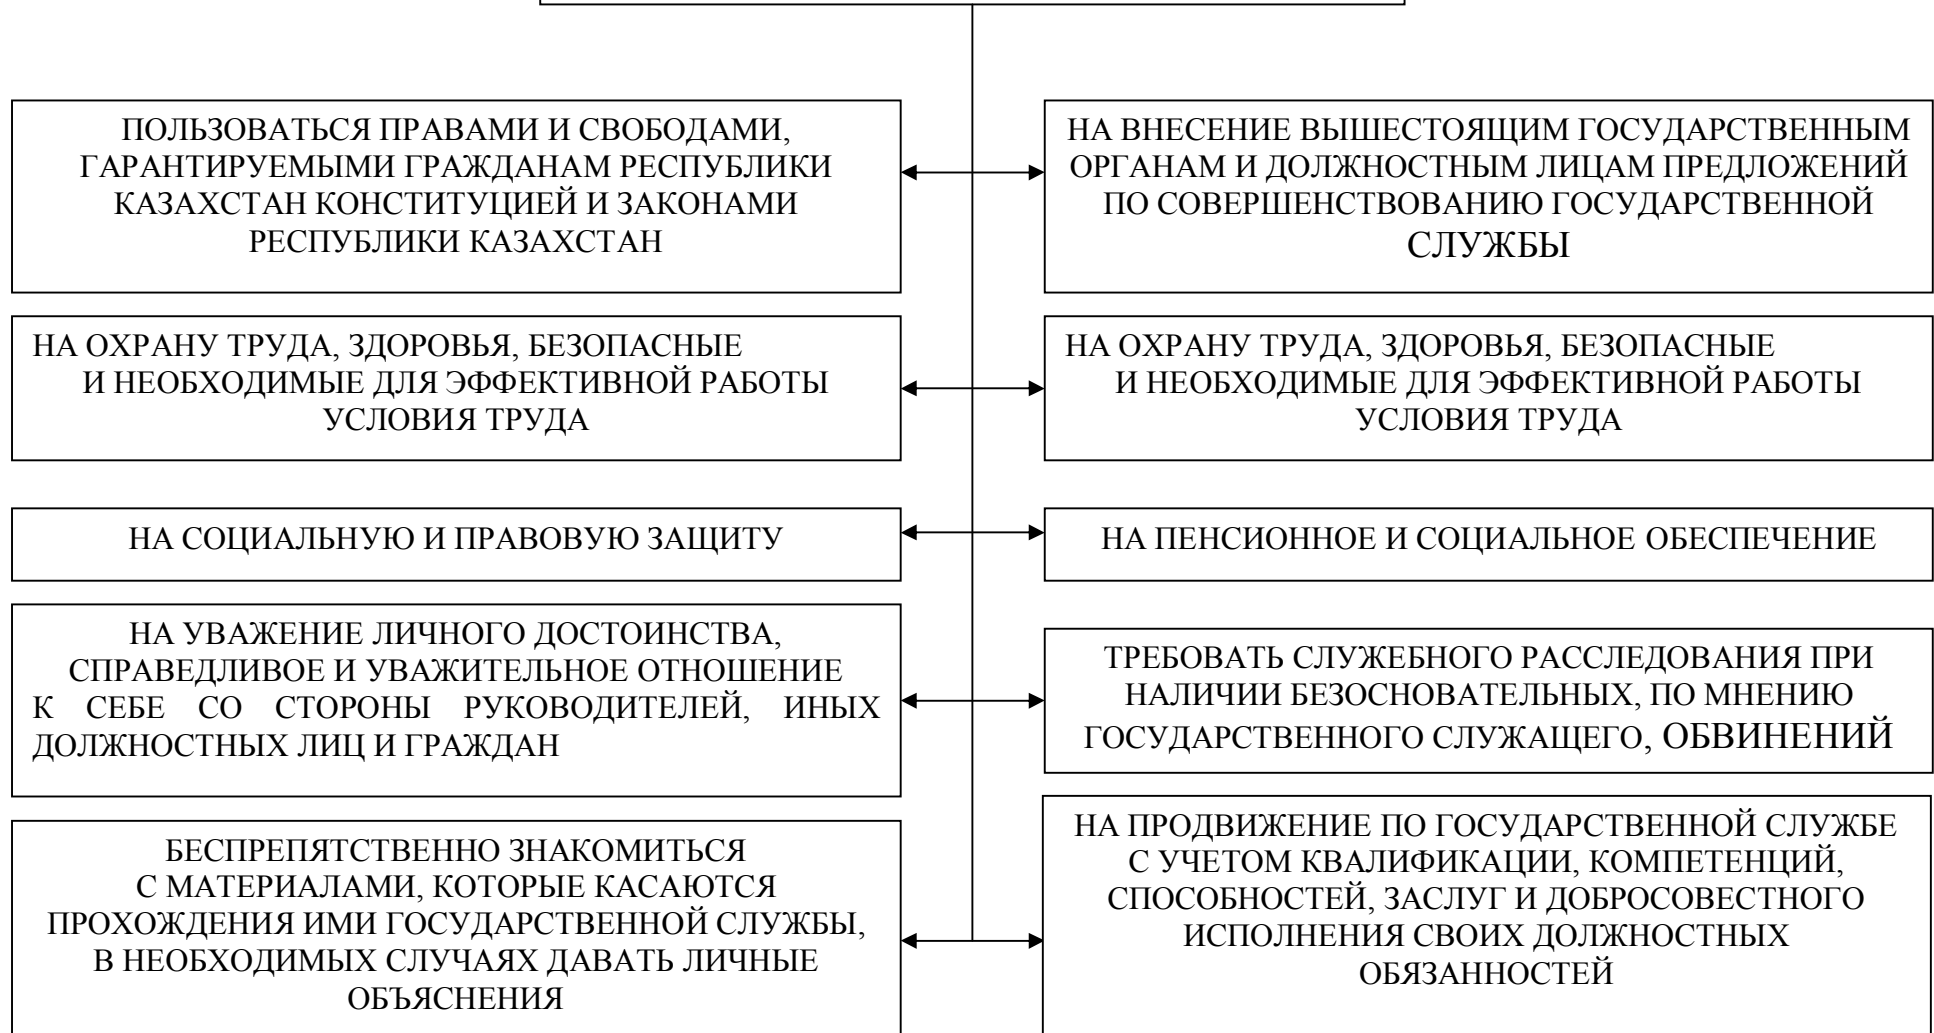 ПОЛЬЗОВАТЬСЯ ПРАВАМИ И СВОБОДАМИ,
ГАРАНТИРУЕМЫМИ ГРАЖДАНАМ РЕСПУБЛИКИ
КАЗАХСТАН КОНСТИТУЦИЕЙ И ЗАКОНАМИ
РЕСПУБЛИКИ КАЗАХСТАН
НА ВНЕСЕНИЕ ВЫШЕСТОЯЩИМ ГОСУДАРСТВЕННЫМ
ОРГАНАМ И ДОЛЖНОСТНЫМ ЛИЦАМ ПРЕДЛОЖЕНИЙ
ПО СОВЕРШЕНСТВОВАНИЮ ГОСУДАРСТВЕННОЙ
СЛУЖБЫ
НА ОХРАНУ ТРУДА, ЗДОРОВЬЯ, БЕЗОПАСНЫЕ
И НЕОБХОДИМЫЕ ДЛЯ ЭФФЕКТИВНОЙ РАБОТЫ
УСЛОВИЯ ТРУДА
НА ОХРАНУ ТРУДА, ЗДОРОВЬЯ, БЕЗОПАСНЫЕ
И НЕОБХОДИМЫЕ ДЛЯ ЭФФЕКТИВНОЙ РАБОТЫ
УСЛОВИЯ ТРУДА
НА СОЦИАЛЬНУЮ И ПРАВОВУЮ ЗАЩИТУ
НА ПЕНСИОННОЕ И СОЦИАЛЬНОЕ ОБЕСПЕЧЕНИЕ
НА УВАЖЕНИЕ ЛИЧНОГО ДОСТОИНСТВА,
СПРАВЕДЛИВОЕ И УВАЖИТЕЛЬНОЕ ОТНОШЕНИЕ
К СЕБЕ СО СТОРОНЫ РУКОВОДИТЕЛЕЙ, ИНЫХ
ДОЛЖНОСТНЫХ ЛИЦ И ГРАЖДАН
ТРЕБОВАТЬ СЛУЖЕБНОГО РАССЛЕДОВАНИЯ ПРИ
НАЛИЧИИ БЕЗОСНОВАТЕЛЬНЫХ, ПО МНЕНИЮ
ГОСУДАРСТВЕННОГО СЛУЖАЩЕГО, ОБВИНЕНИЙ
БЕСПРЕПЯТСТВЕННО ЗНАКОМИТЬСЯ
С МАТЕРИАЛАМИ, КОТОРЫЕ КАСАЮТСЯ
ПРОХОЖДЕНИЯ ИМИ ГОСУДАРСТВЕННОЙ СЛУЖБЫ,
В НЕОБХОДИМЫХ СЛУЧАЯХ ДАВАТЬ ЛИЧНЫЕ
ОБЪЯСНЕНИЯ
НА ПРОДВИЖЕНИЕ ПО ГОСУДАРСТВЕННОЙ СЛУЖБЕ
С УЧЕТОМ КВАЛИФИКАЦИИ, КОМПЕТЕНЦИЙ,
СПОСОБНОСТЕЙ, ЗАСЛУГ И ДОБРОСОВЕСТНОГО
ИСПОЛНЕНИЯ СВОИХ ДОЛЖНОСТНЫХ
ОБЯЗАННОСТЕЙ